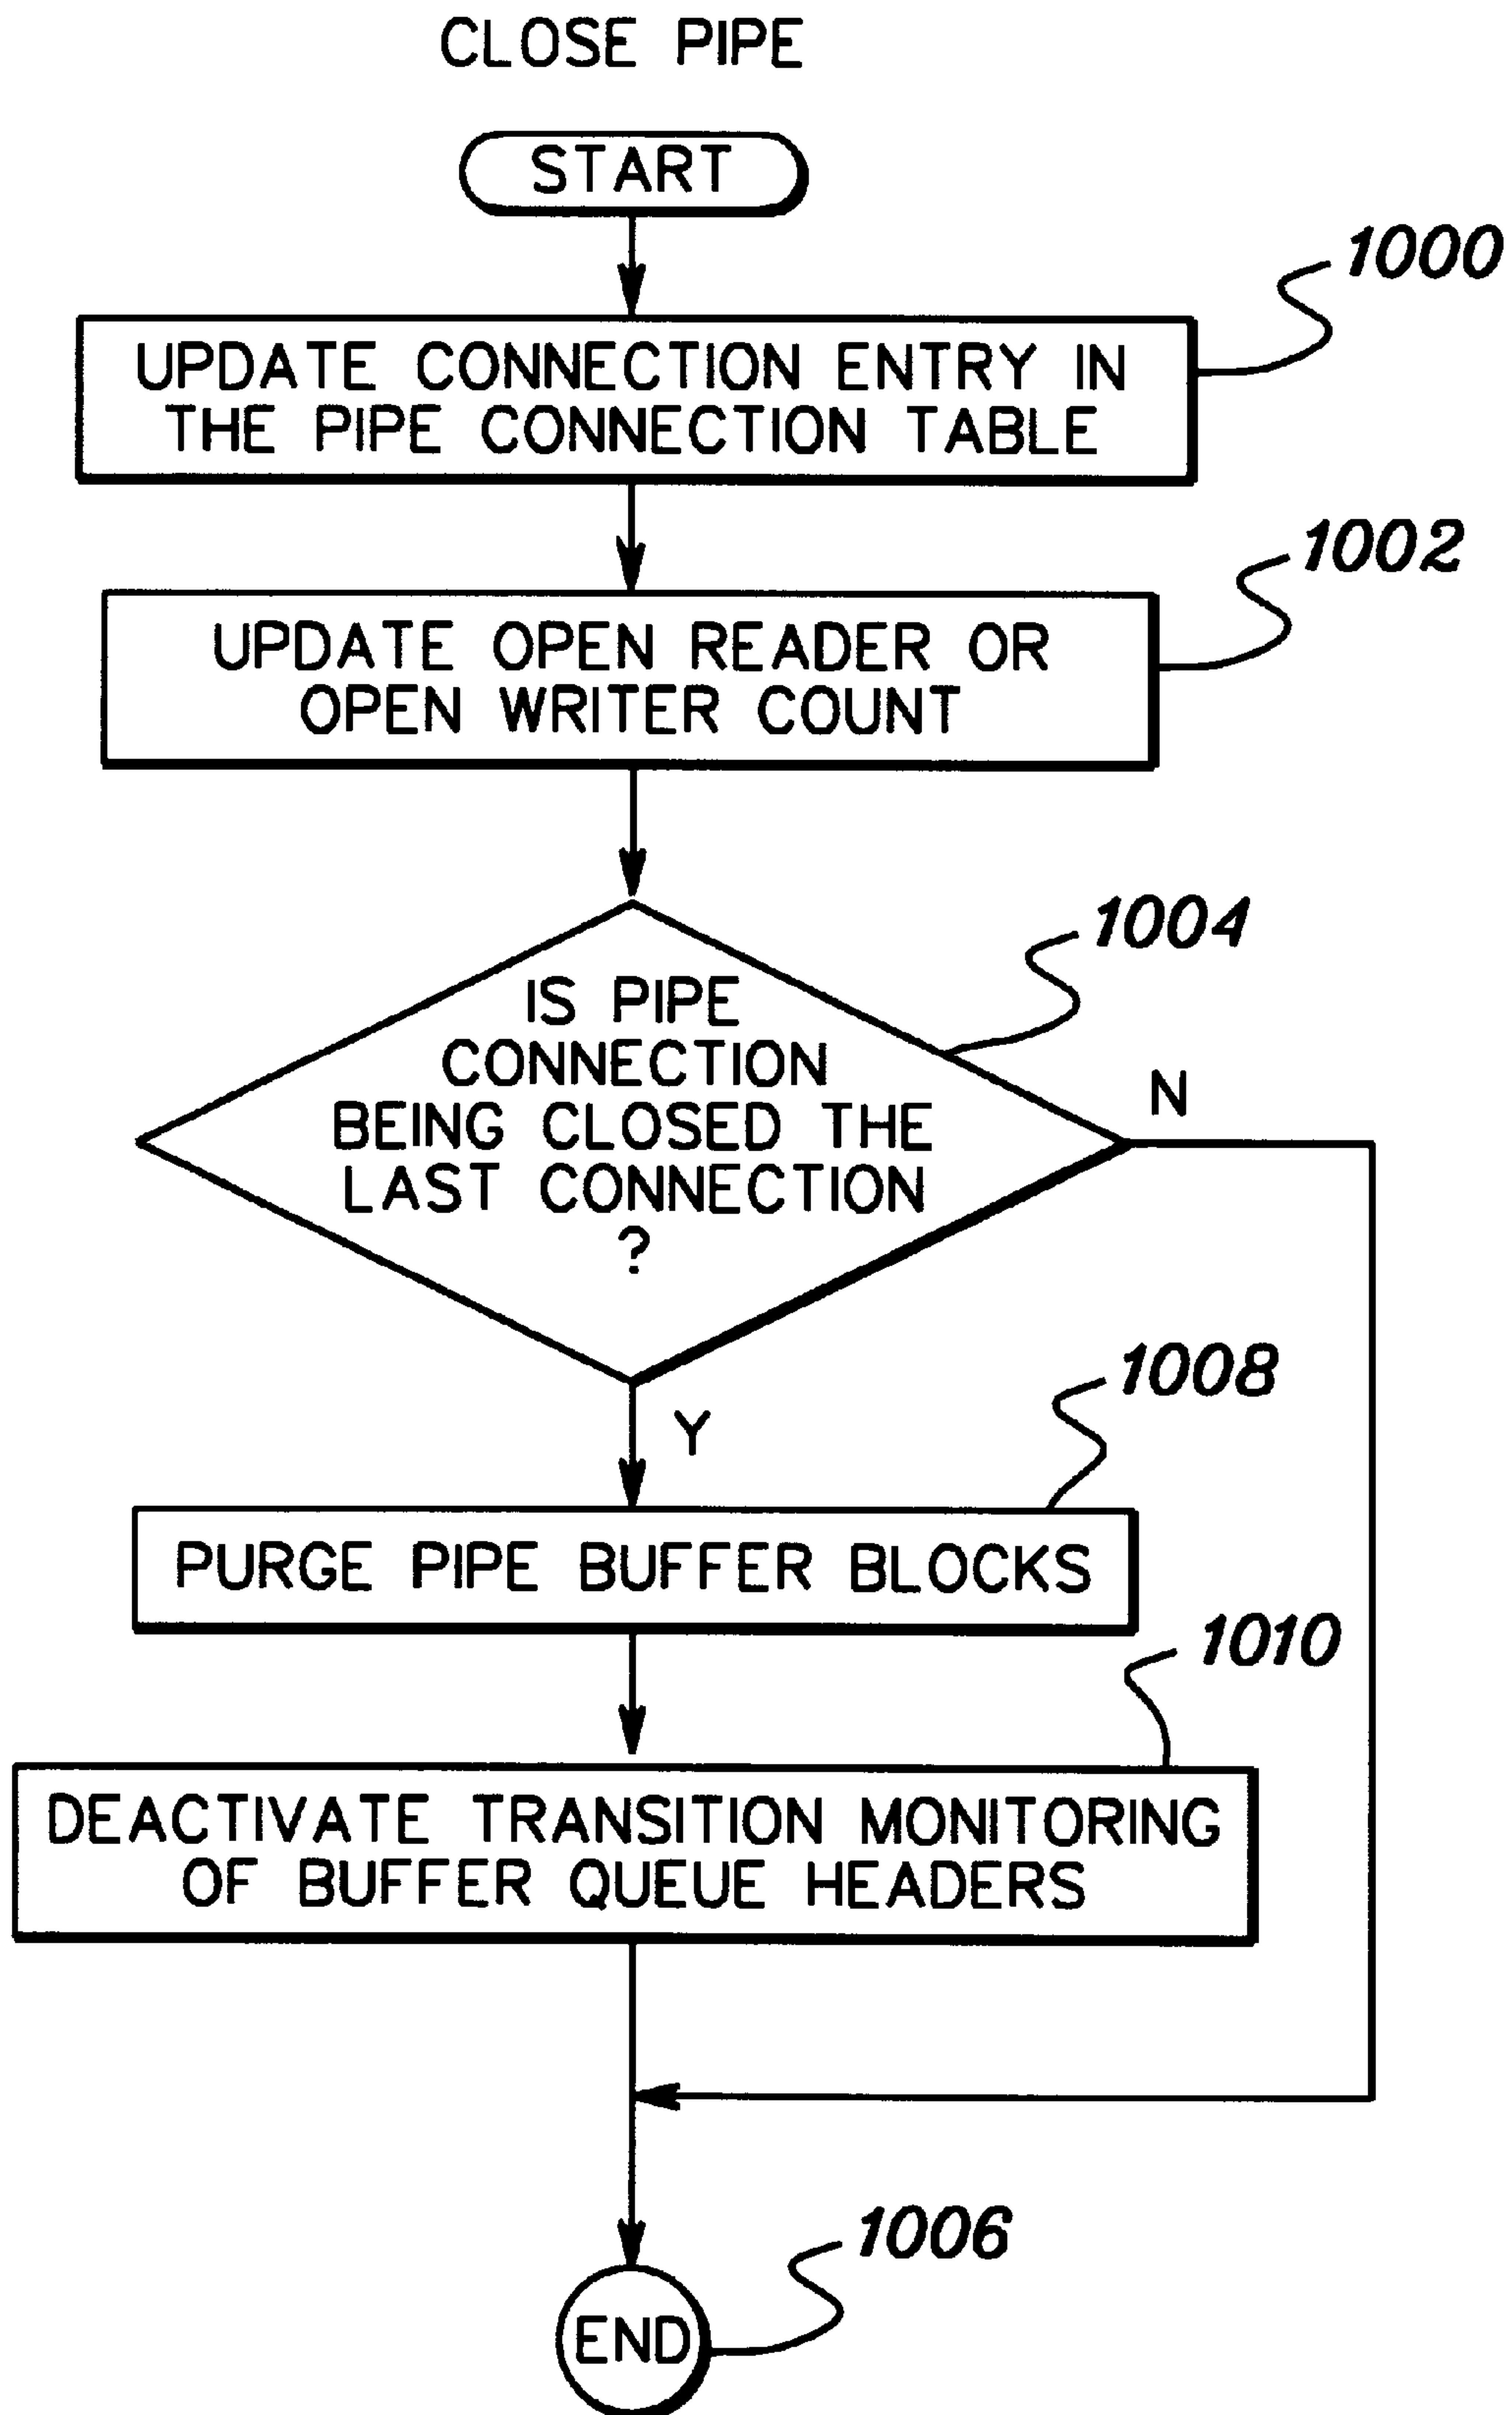 CLOSE PIPE
START
1000
UPDATE CONNECTION ENTRY IN
THE PIPE CONNECTION TABLE
1002
UPDATE OPEN READER OR
OPEN WRITER COUNT
1004
IS PIPE
CONNECTION
BEING CLOSED THE
LAST CONNECTION
?
N
Y
1008
PURGE PIPE BUFFER BLOCKS
1010
DEACTIVATE TRANSITION MONITORING
OF BUFFER QUEUE HEADERS
1006
END